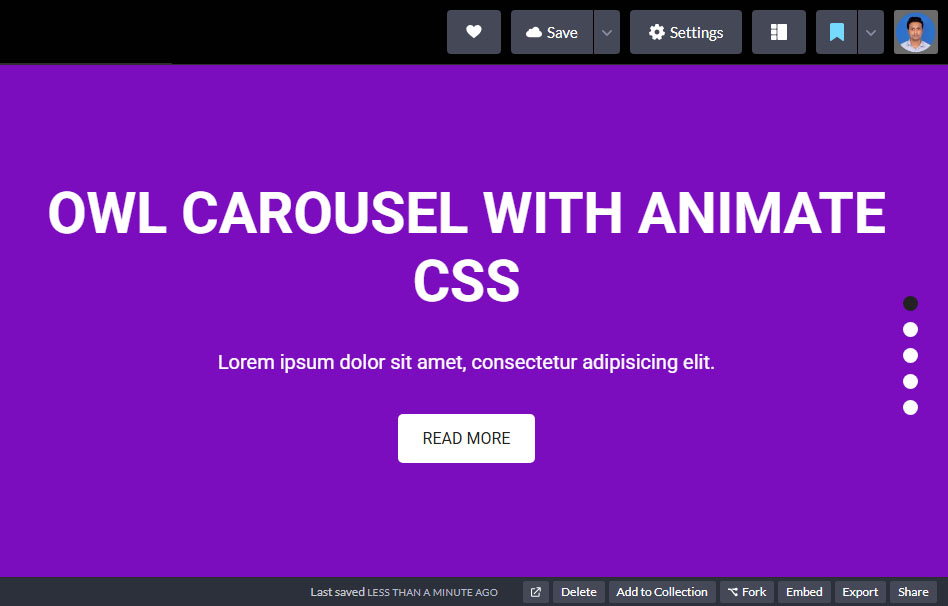 Save
Settings
OWL CAROUSEL WITH ANIMATE
CSS
Lorem ipsum dolor sit amet, consectetur adipisicing elit.
READ MORE
Last saved LESS THAN A MINUTE AGO
Delete
Add to Collection
Fork
Embed
Export
Share